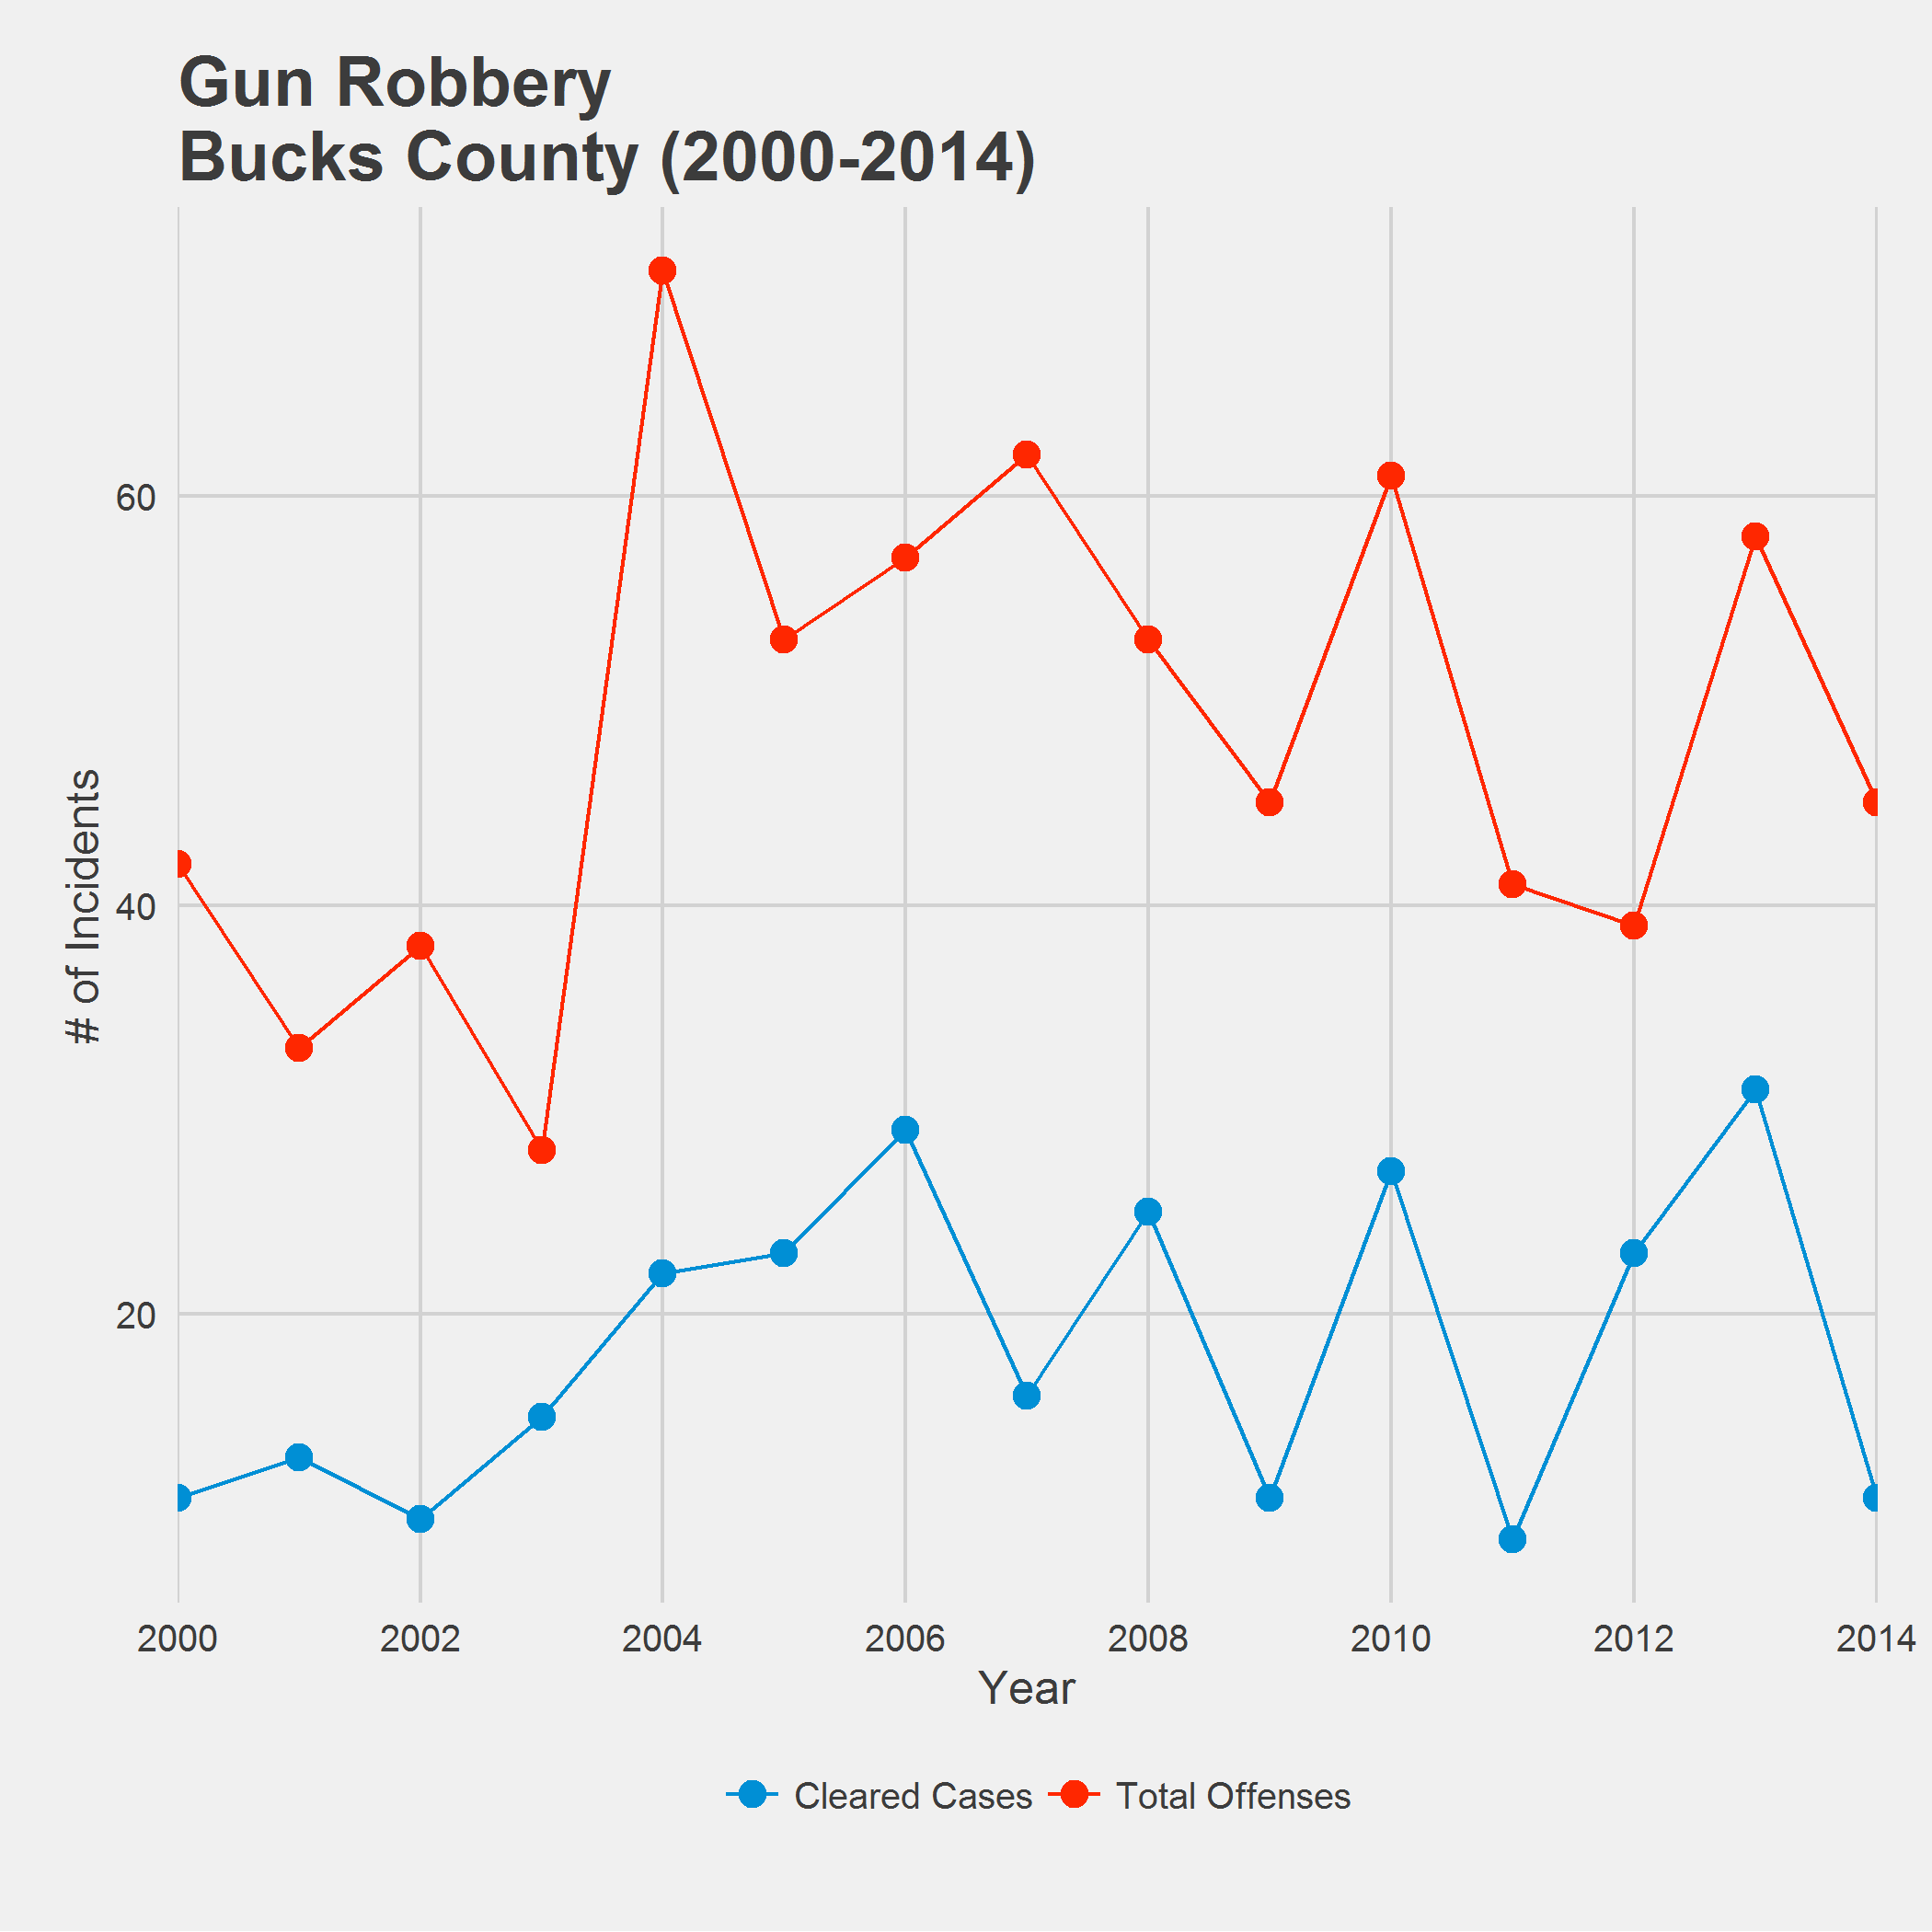 Gun Robbery
Bucks County (2000-2014)
# of Incidents
60
40
20
2000 2002 2004 2006 2008 2010 2012 2014
Year
Cleared Cases Total Offenses